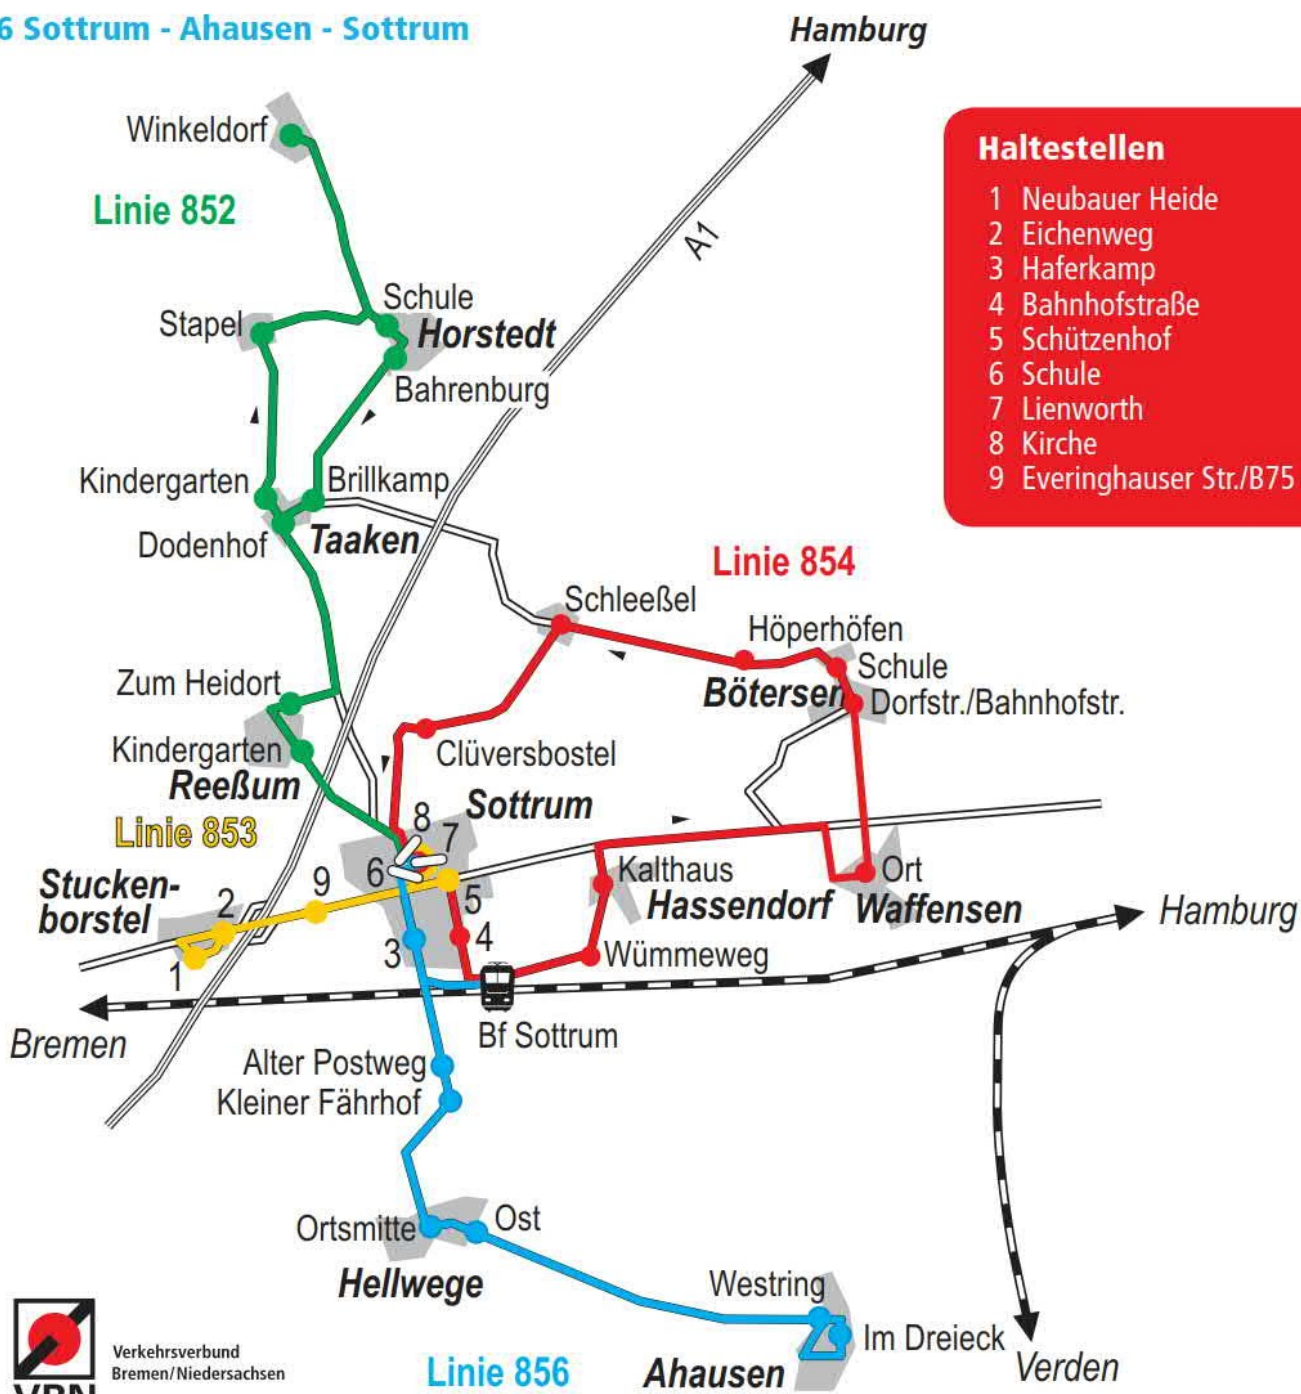 6 Sottrum - Ahausen - Sottrum
Hamburg
Haltestellen
1 Neubauer Heide
2 Eichenweg
3 Haferkamp
4 Bahnhofstraße
5 Schützenhof
6 Schule
7 Lienworth
8 Kirche
9 Everinghauser Str./B75
Winkeldorf
Linie 852
A1
Stapel
Schule
Horstedt
Bahrenburg
Kindergarten
Brillkamp
Dodenhof
Taaken
Linie 854
Schleeßel
Höperhöfen
Schule
Bötersen
Dorfstr./Bahnhofstr.
Zum Heidort
Kindergarten
Reeßum
Clüversbostel
Linie 853
Sottrum
8
7
6
5
4
3
Stucken-
borstel
2
9
1
Kalthaus
Hassendorf
Ort
Waffensen
Wümmeweg
Hamburg
Bremen
Bf Sottrum
Alter Postweg
Kleiner Fährhof
Ortsmitte
Ost
Hellwege
Westring
Im Dreieck
Ahausen
Verden
Linie 856
Verkehrsverbund
Bremen/Niedersachsen
VBN